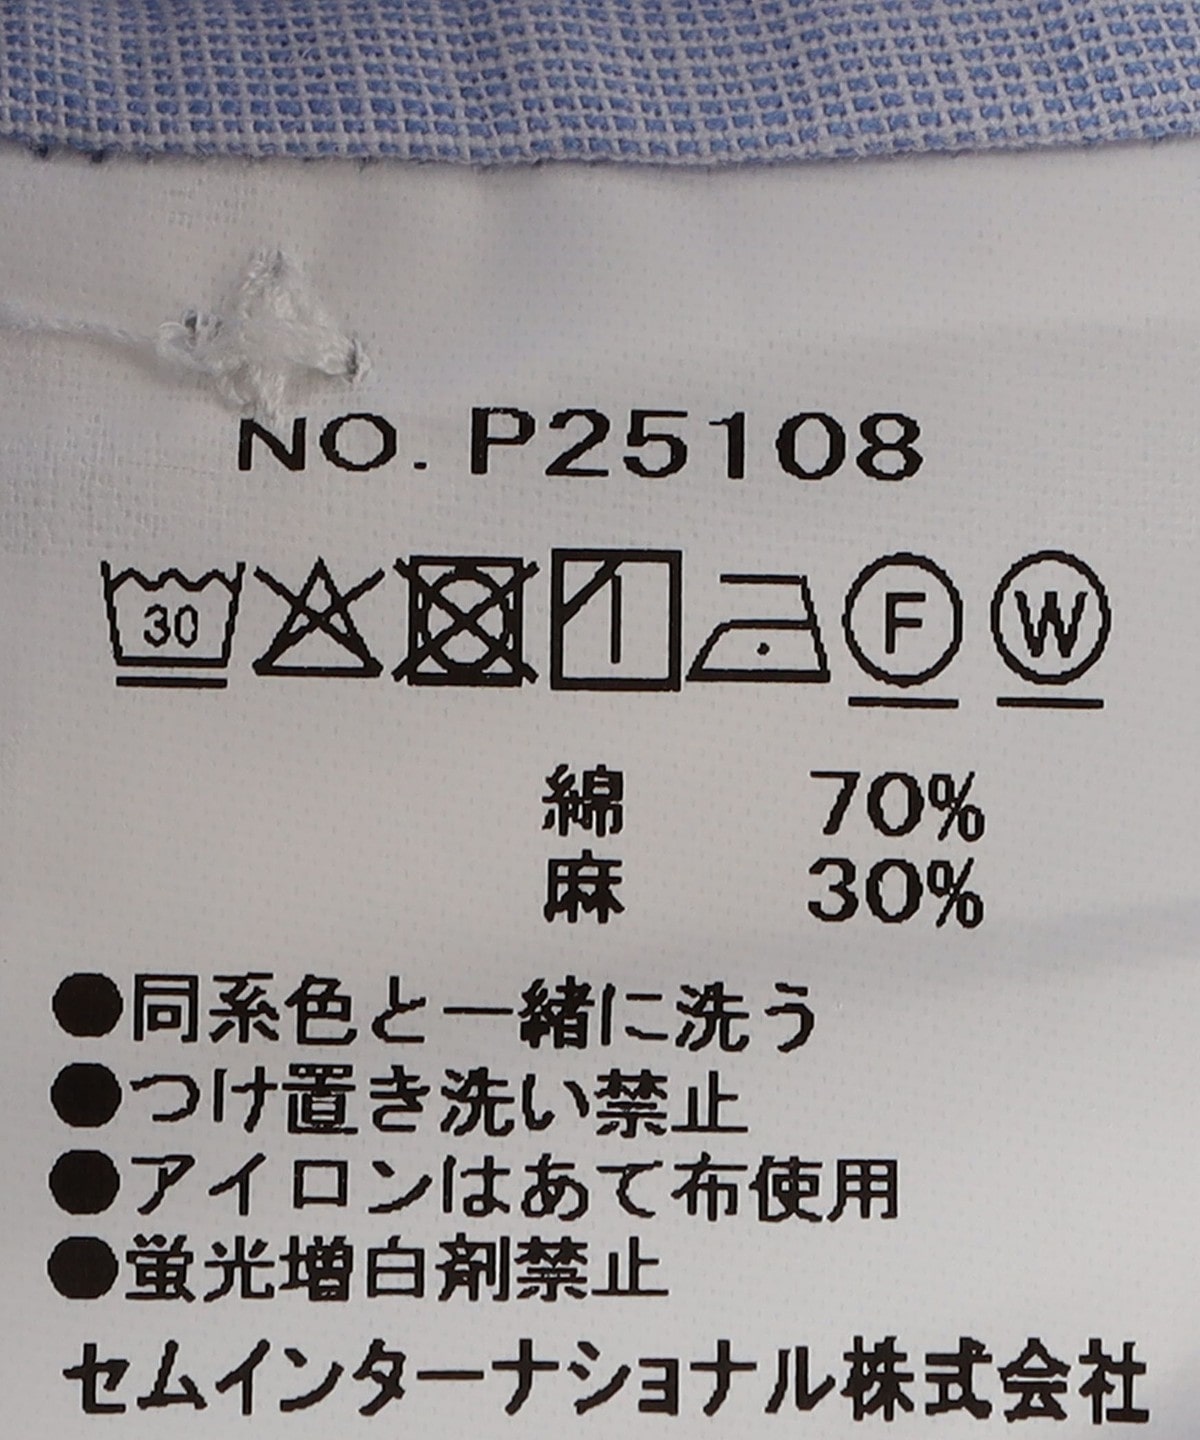 NO. P25108
30 F W
綿 70%
麻 30%
●同系色と一緒に洗う
●つけ置き洗い禁止
●アイロンはあて布使用
●蛍光増白剤禁止
セムインターナショナル株式会社